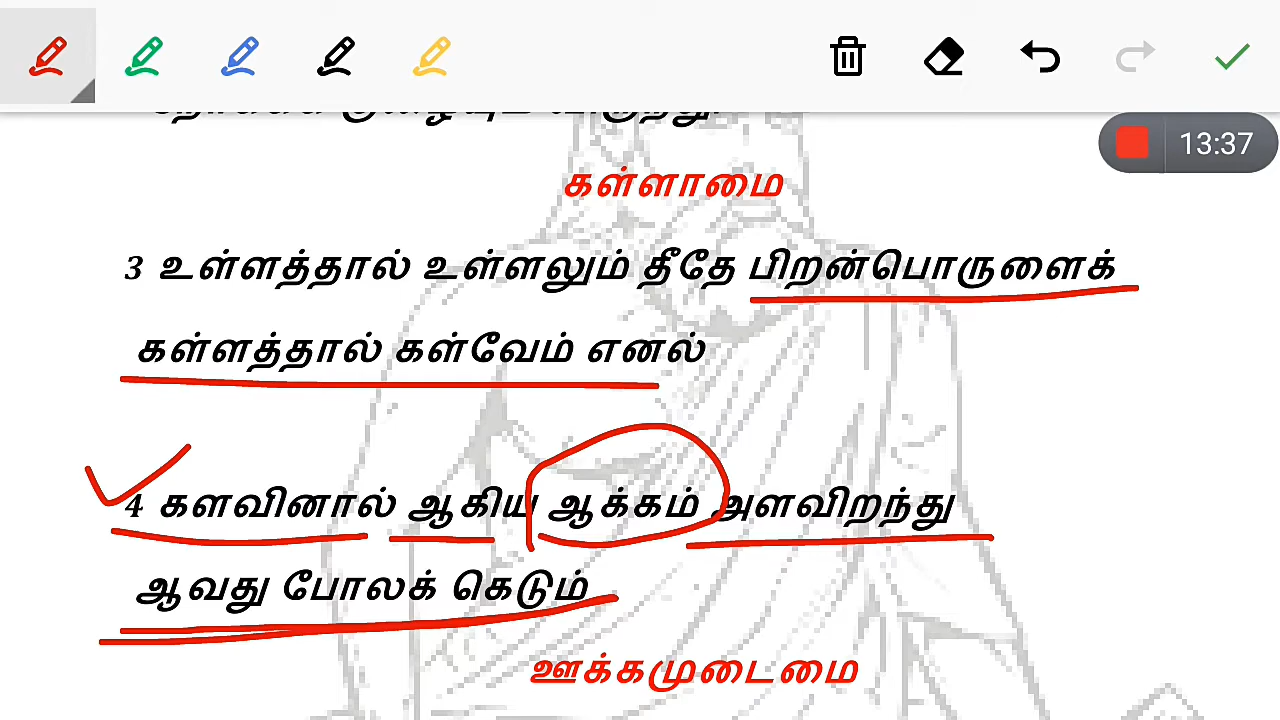 13:37
கள்ளாமை
3 உள்ளத்தால் உள்ளலும் தீதே பிறன்பொருளைக்
கள்ளத்தால் கள்வேம் எனல்
4 களவினால் ஆகிய ஆக்கம் அளவிறந்து
ஆவது போலக் கெடும்
ஊக்கமுடைமை